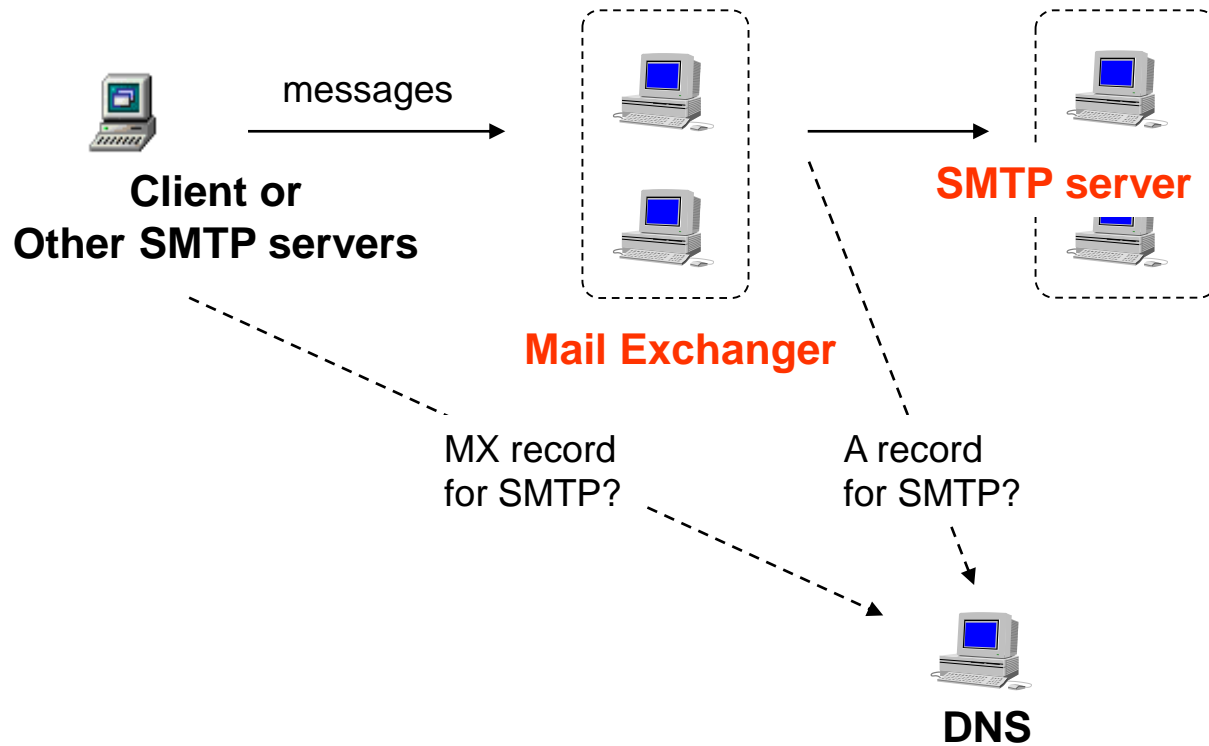 messages
Client or
Other SMTP servers
SMTP server
Mail Exchanger
MX record
for SMTP?
A record
for SMTP?
DNS